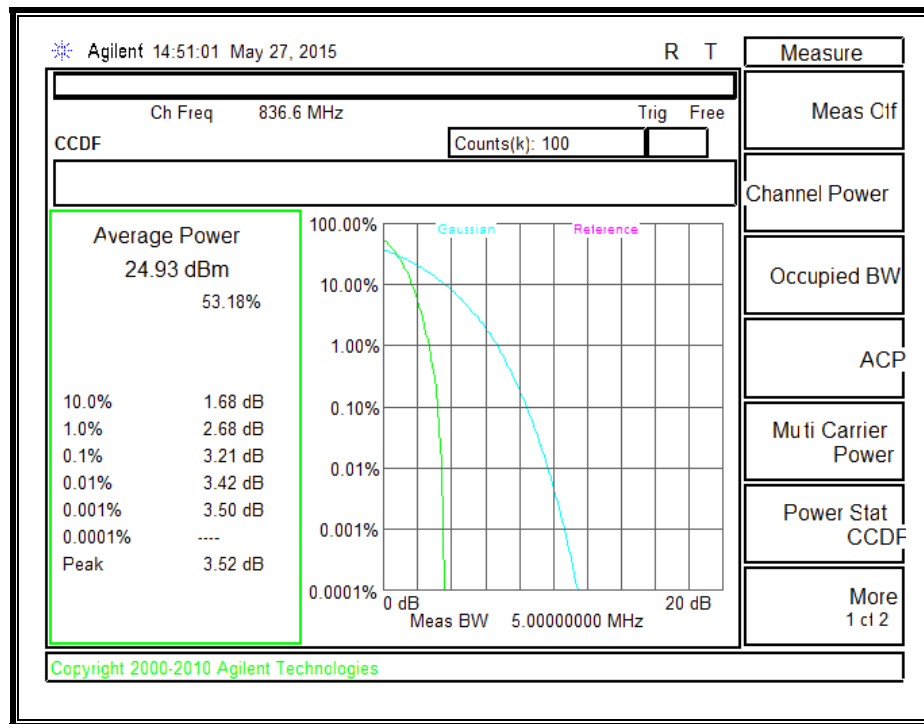 Agilent 14:51:01 May 27, 2015 R T
Ch Freq 836.6 MHz Trig Free
CCDF Counts(k): 100
Average Power
24.93 dBm
53.18%
10.0% 1.68 dB
1.0% 2.68 dB
0.1% 3.21 dB
0.01% 3.42 dB
0.001% 3.50 dB
0.0001% ----
Peak 3.52 dB
Gaussian Reference
100.00%
10.00%
1.00%
0.10%
0.01%
0.001%
0.0001%
0 dB 20 dB
Meas BW 5.00000000 MHz
Measure
Meas Off
Channel Power
Occupied BW
ACP
Multi Carrier
Power
Power Stat
CCDF
More
1 of 2
Copyright 2000-2010 Agilent Technologies